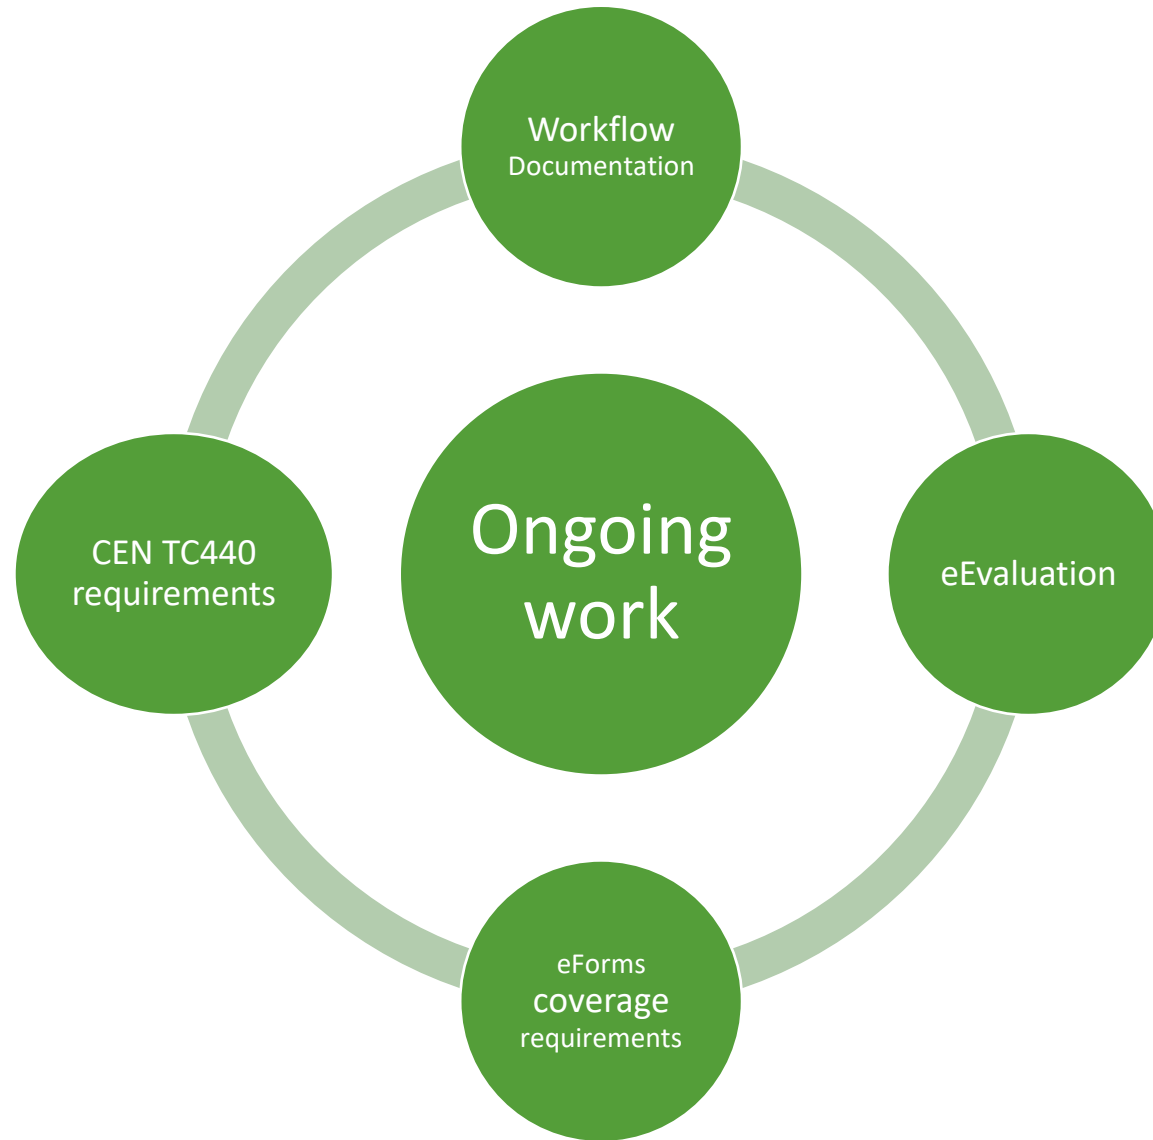 Workflow
Documentation
Ongoing
work
CEN TC440
requirements
eEvaluation
eForms
coverage
requirements